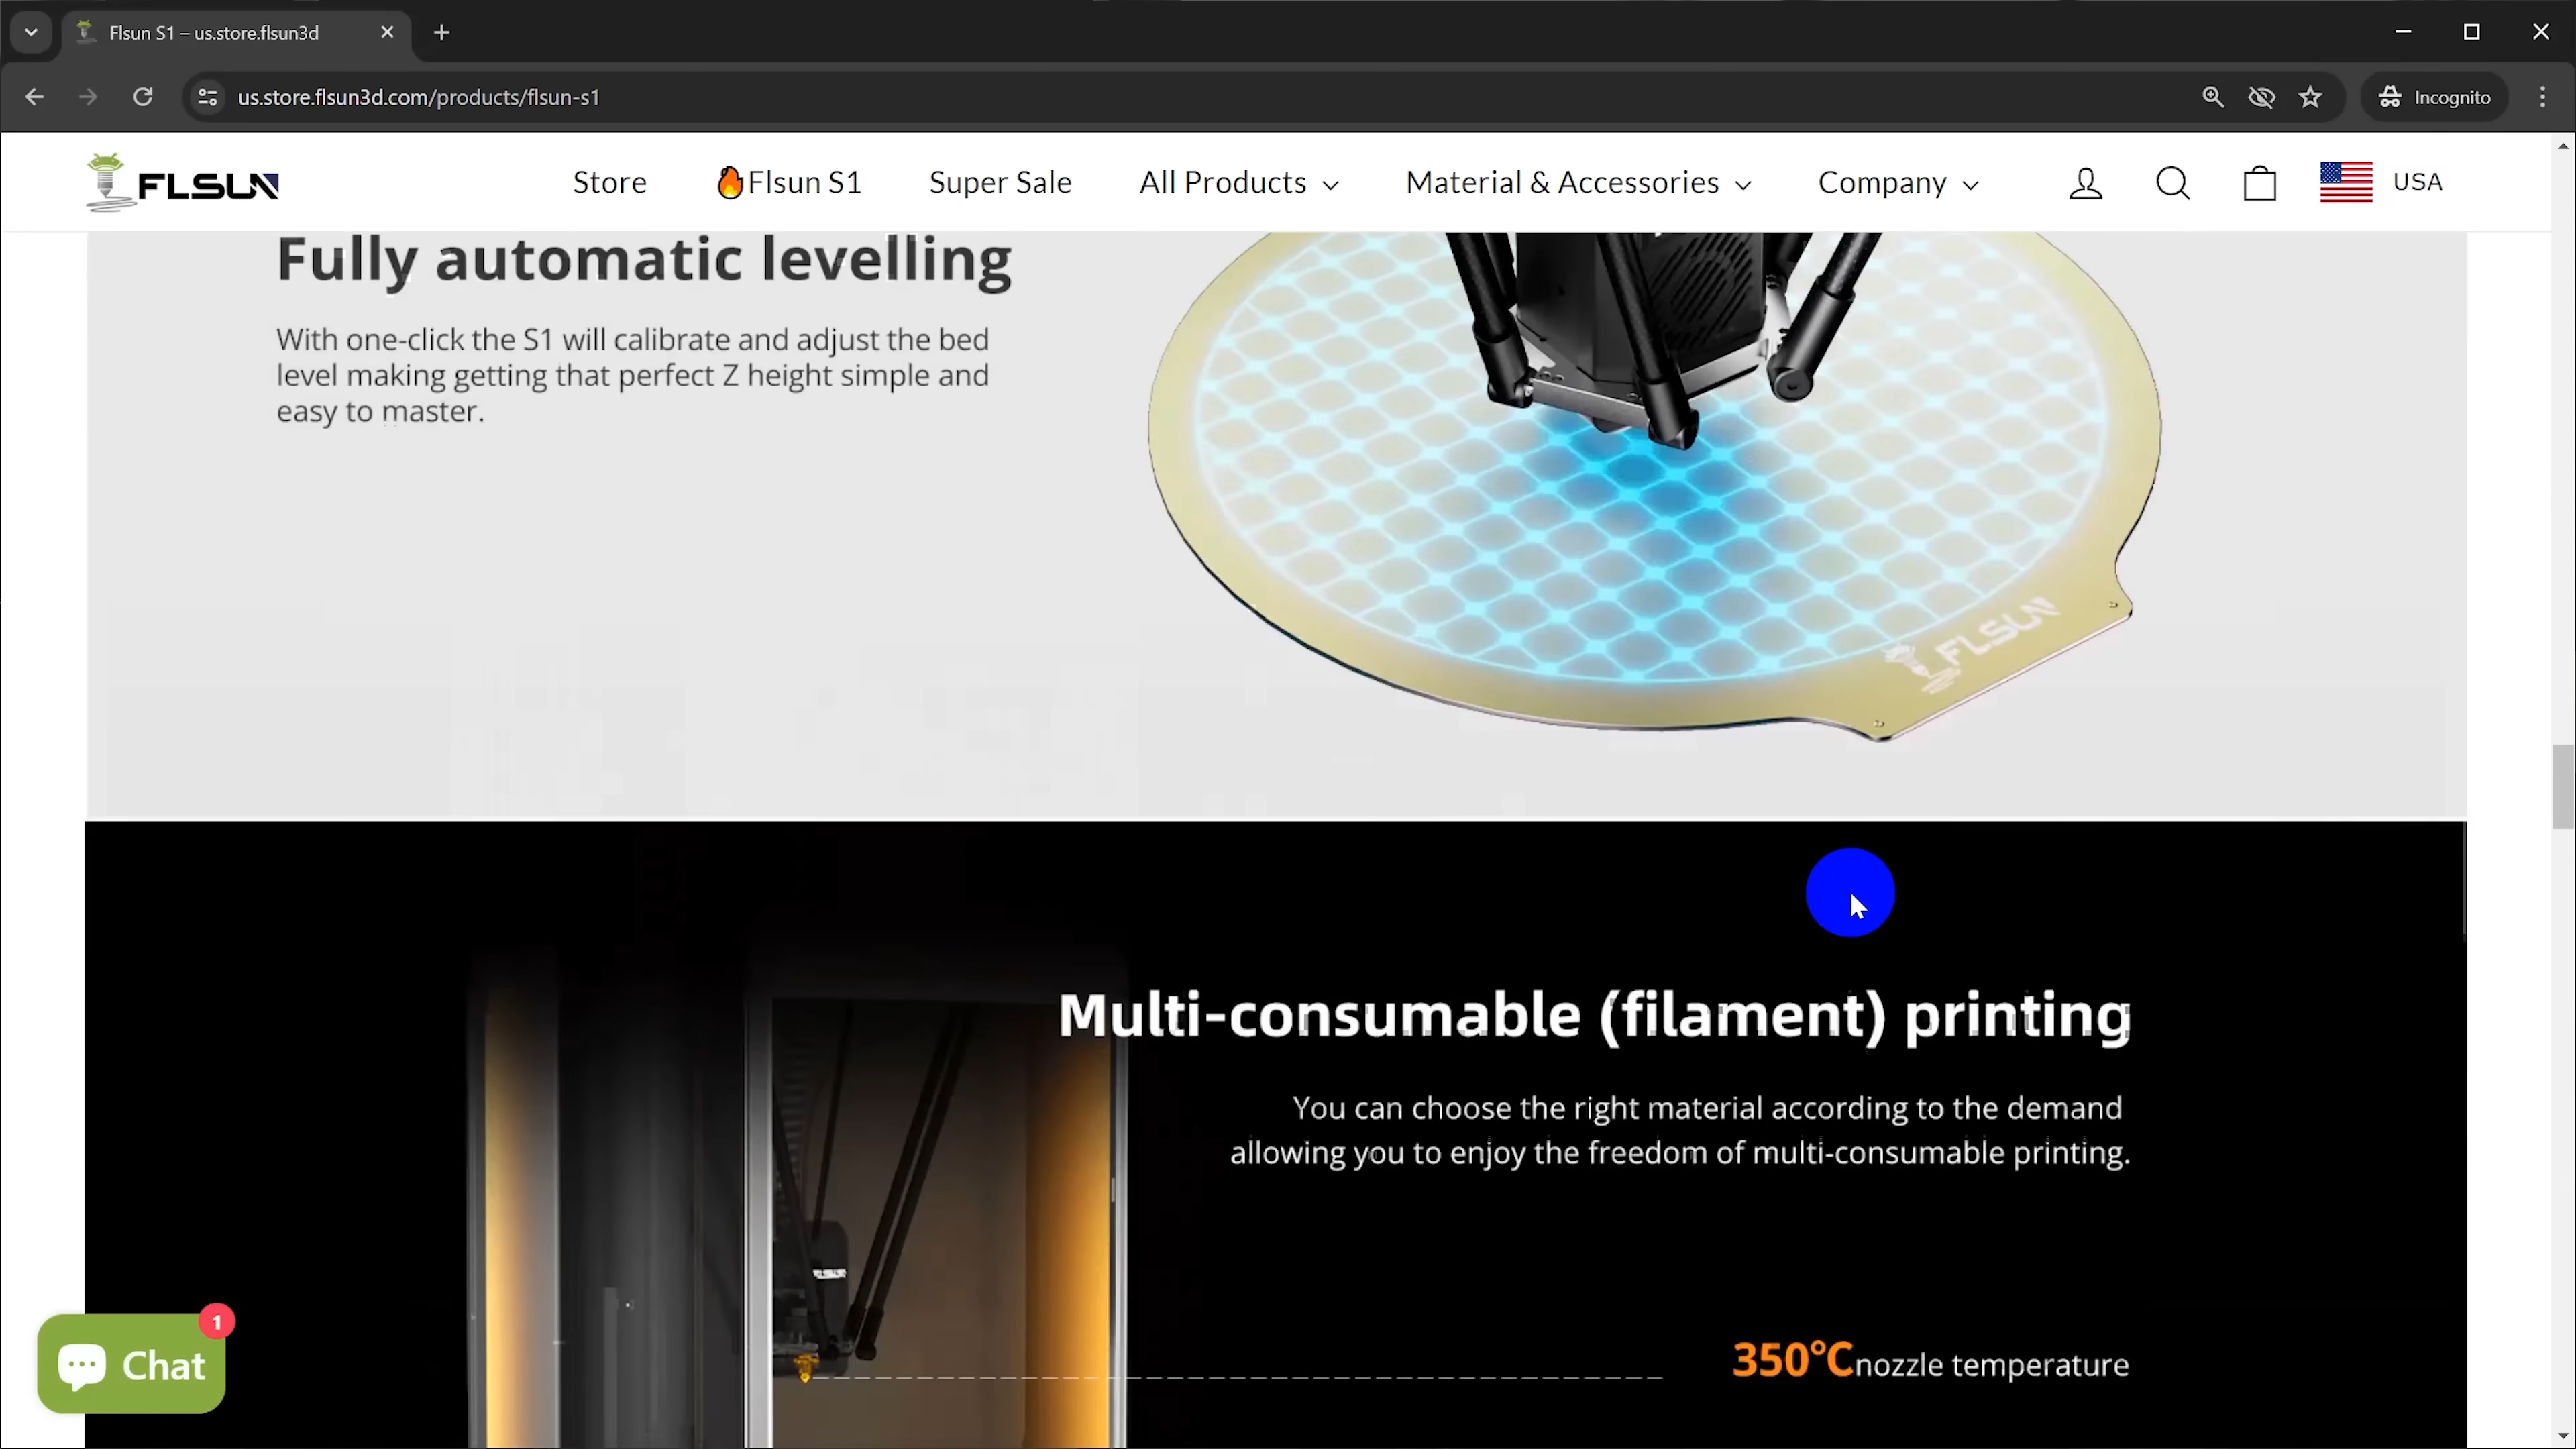 Flsun S1 – us.store.flsun3d
us.store.flsun3d.com/products/flsun-s1
Incognito
FLSUN
Store
Flsun S1
Super Sale
All Products
Material & Accessories
Company
USA
Fully automatic levelling
With one-click the S1 will calibrate and adjust the bed
level making getting that perfect Z height simple and
easy to master.
FLSUN
Multi-consumable (filament) printing
You can choose the right material according to the demand
allowing you to enjoy the freedom of multi-consumable printing.
FLSUN
350°C nozzle temperature
1
Chat